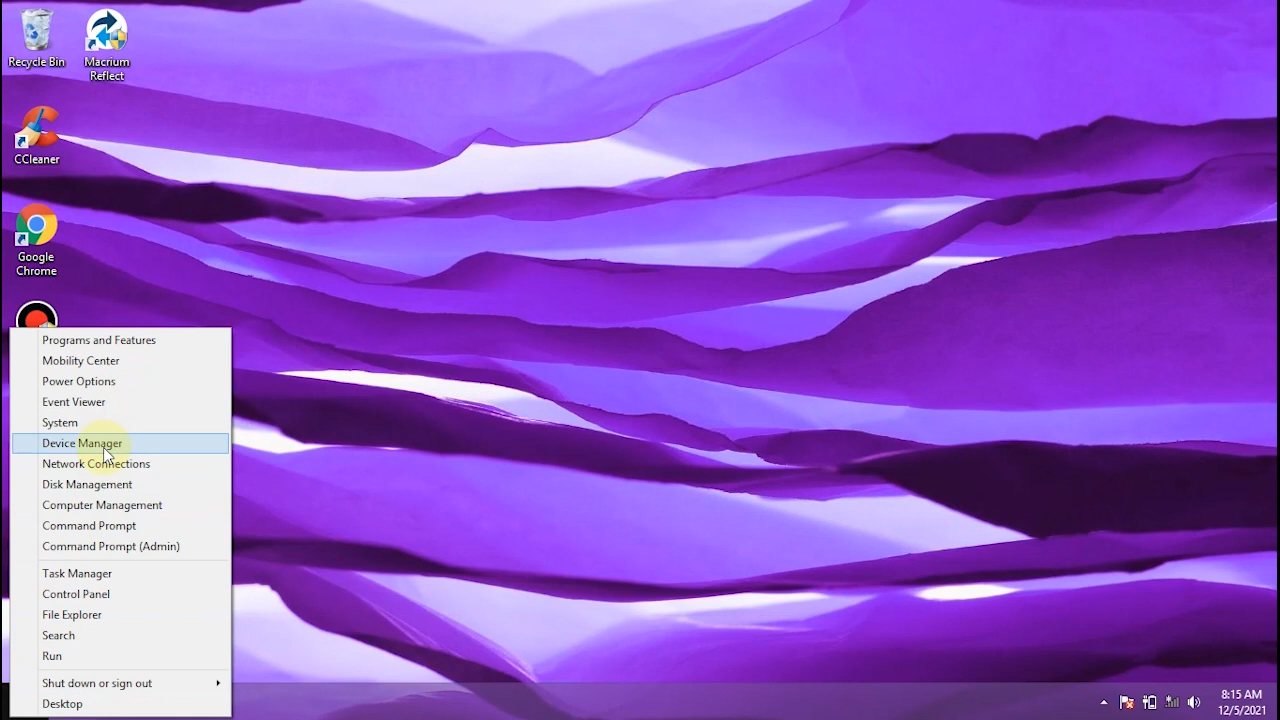 Recycle Bin
Macrium
Reflect
CCleaner
Google
Chrome
Programs and Features
Mobility Center
Power Options
Event Viewer
System
Device Manager
Network Connections
Disk Management
Computer Management
Command Prompt
Command Prompt (Admin)
Task Manager
Control Panel
File Explorer
Search
Run
Shut down or sign out
Desktop
8:15 AM
12/5/2021